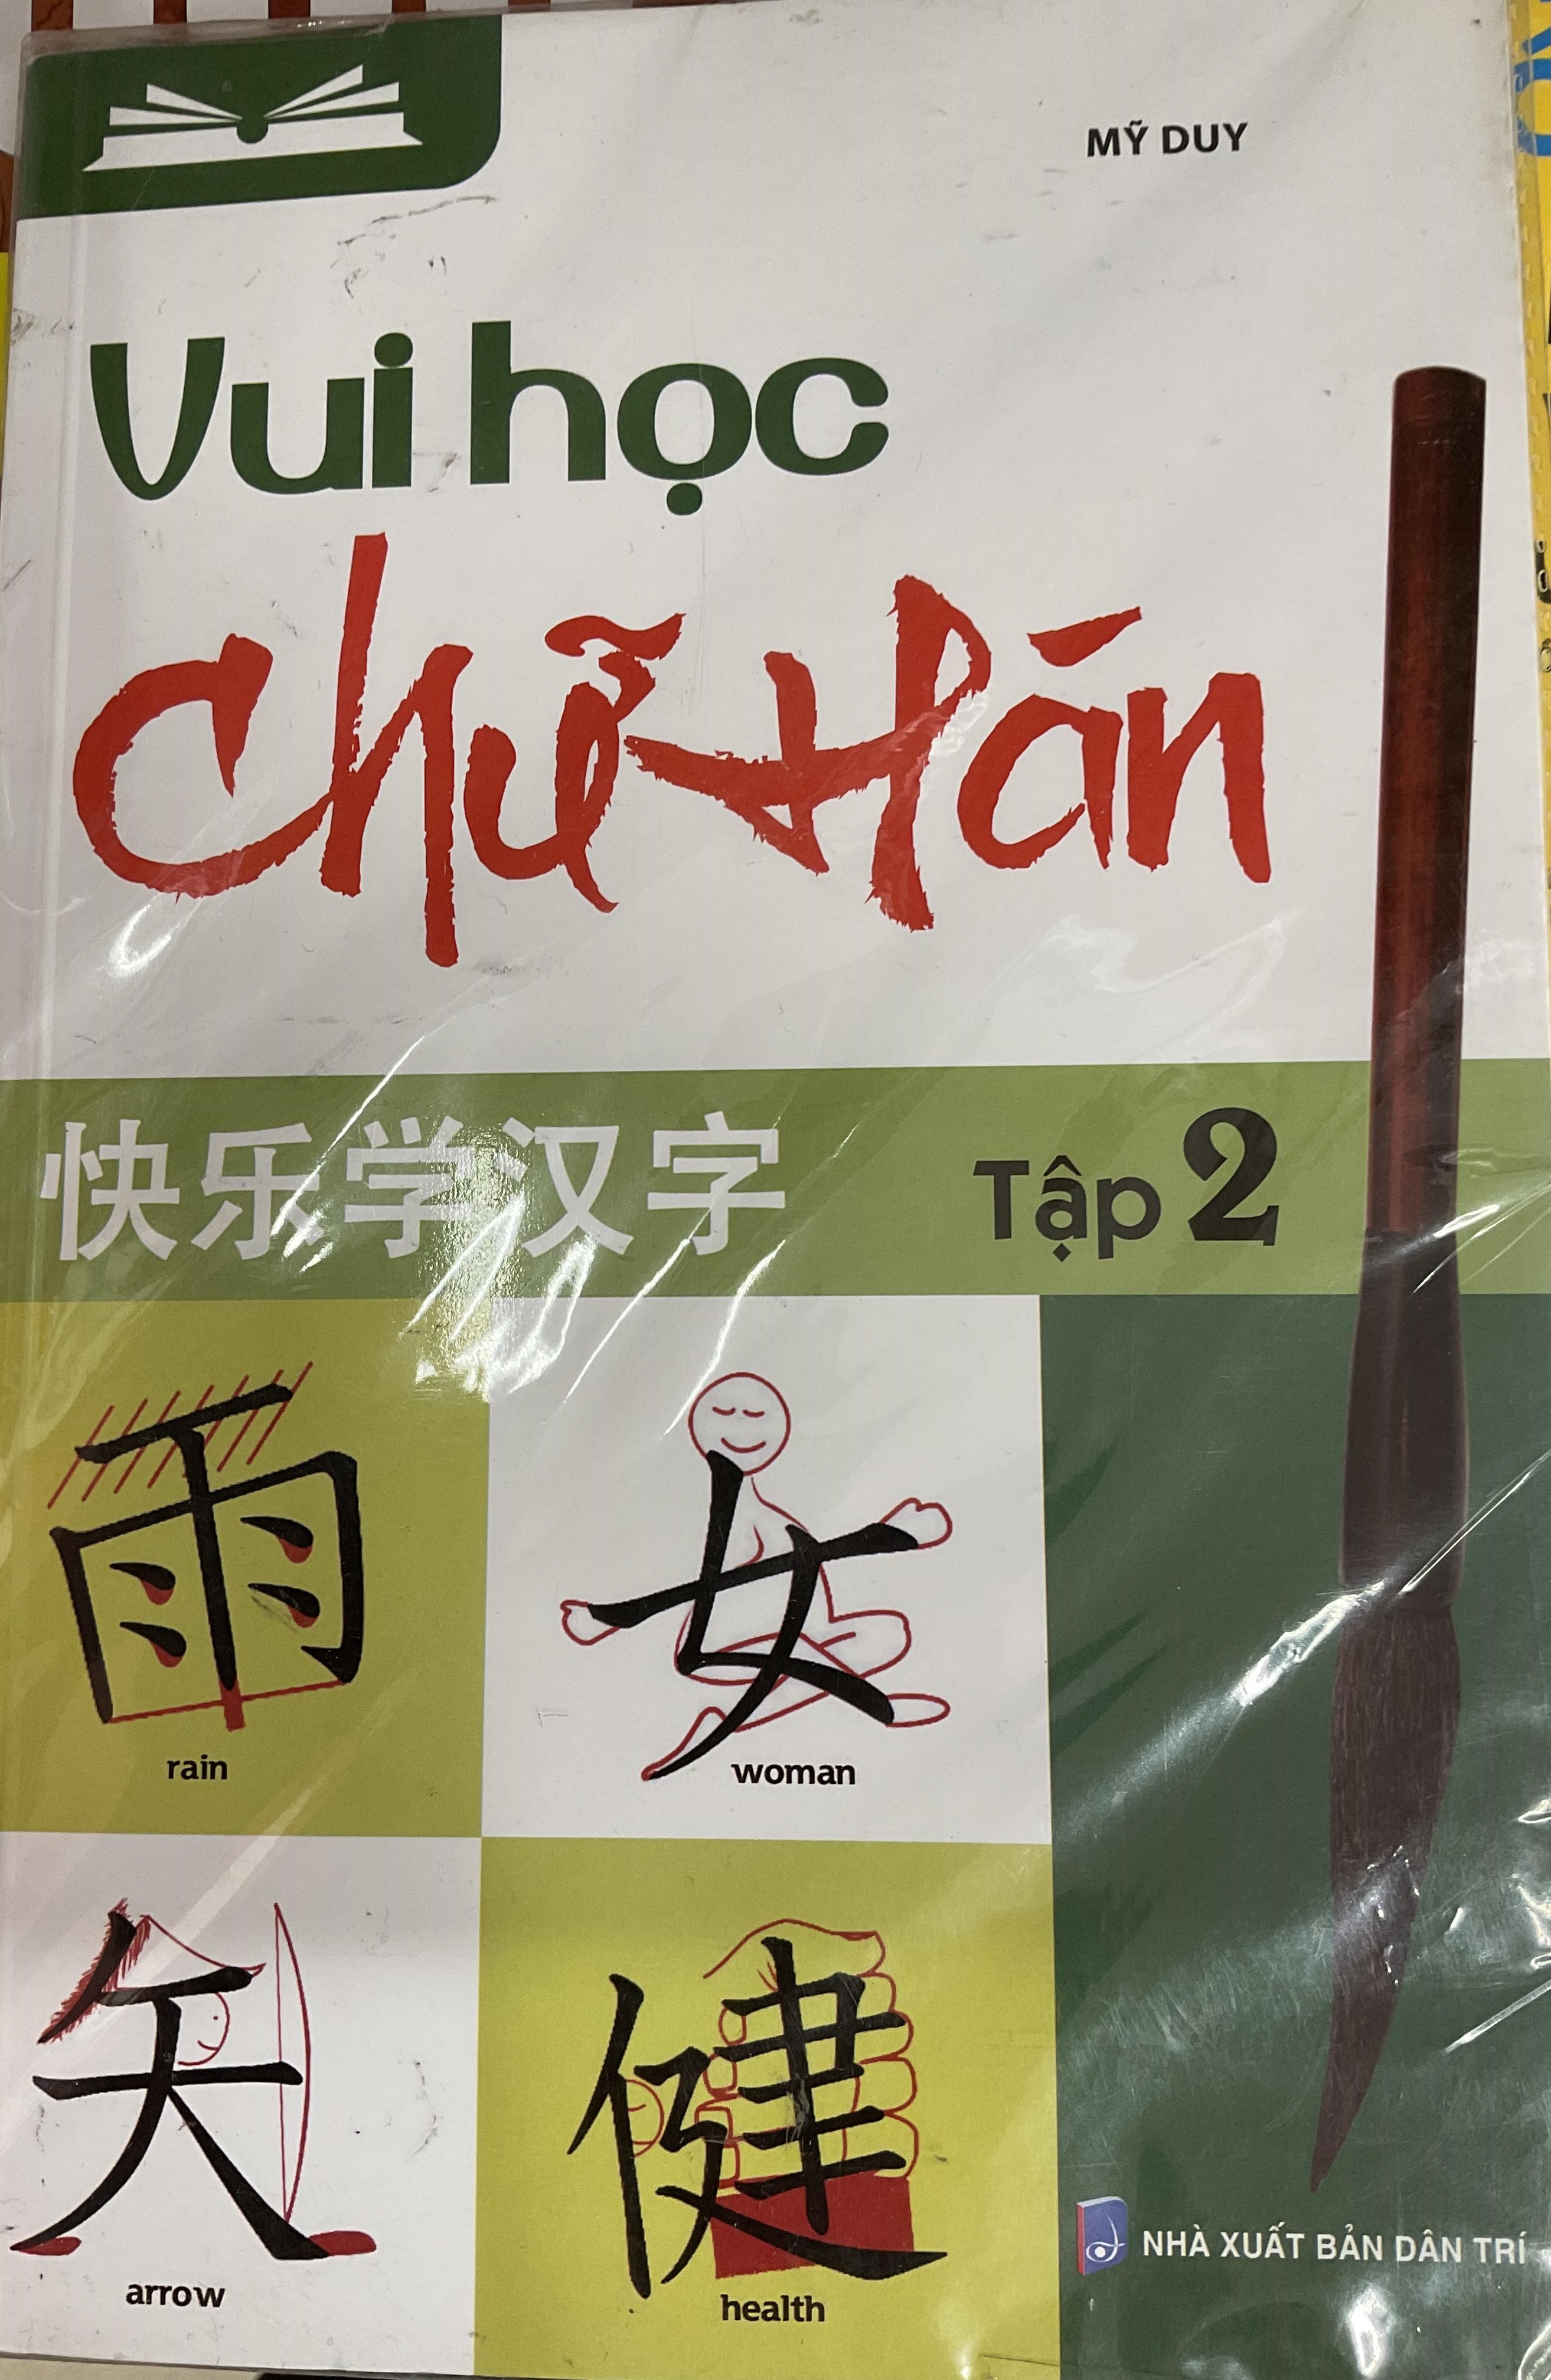 MỸ DUY
Vui học
Chữ Hán
快乐学汉字
Tập 2
雨
rain
女
woman
矢
arrow
健
health
NHÀ XUẤT BẢN DÂN TRÍ